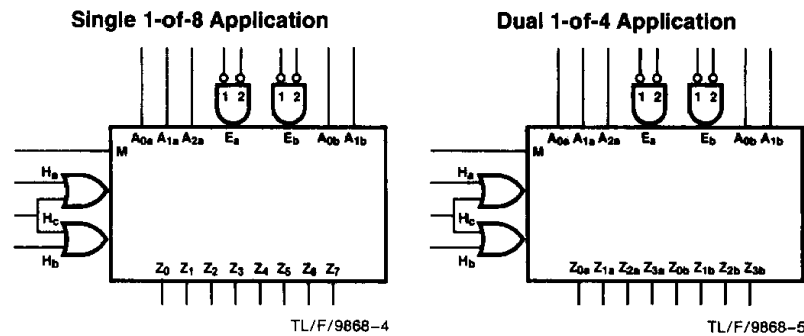 Single 1-of-8 Application
Dual 1-of-4 Application
1 2 1 2
A0a A1a A2a Ea Eb A0b A1b
M
Ha
Hc
Hb
Z0 Z1 Z2 Z3 Z4 Z5 Z6 Z7
TL/F/9868–4
1 2 1 2
A0a A1a A2a Ea Eb A0b A1b
M
Ha
Hc
Hb
Z0a Z1a Z2a Z3a Z0b Z1b Z2b Z3b
TL/F/9868–5